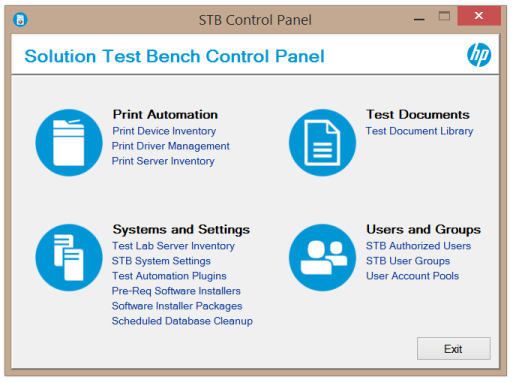 STB Control Panel
Solution Test Bench Control Panel
hp
Print Automation
Print Device Inventory
Print Driver Management
Print Server Inventory
Test Documents
Test Document Library
Systems and Settings
Test Lab Server Inventory
STB System Settings
Test Automation Plugins
Pre-Req Software Installers
Software Installer Packages
Scheduled Database Cleanup
Users and Groups
STB Authorized Users
STB User Groups
User Account Pools
Exit